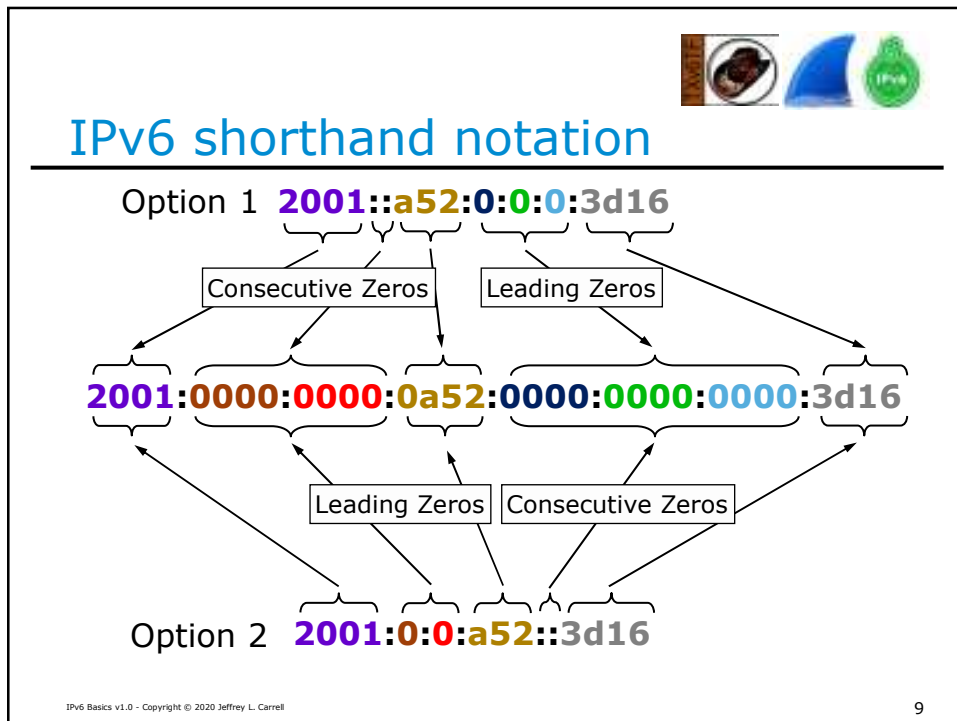 TXv6TF
IPv6
IPv6 shorthand notation
Option 1 2001::a52:0:0:0:3d16
Consecutive Zeros Leading Zeros
2001:0000:0000:0a52:0000:0000:0000:3d16
Leading Zeros Consecutive Zeros
Option 2 2001:0:0:a52::3d16
IPv6 Basics v1.0 - Copyright © 2020 Jeffrey L. Carrell 9